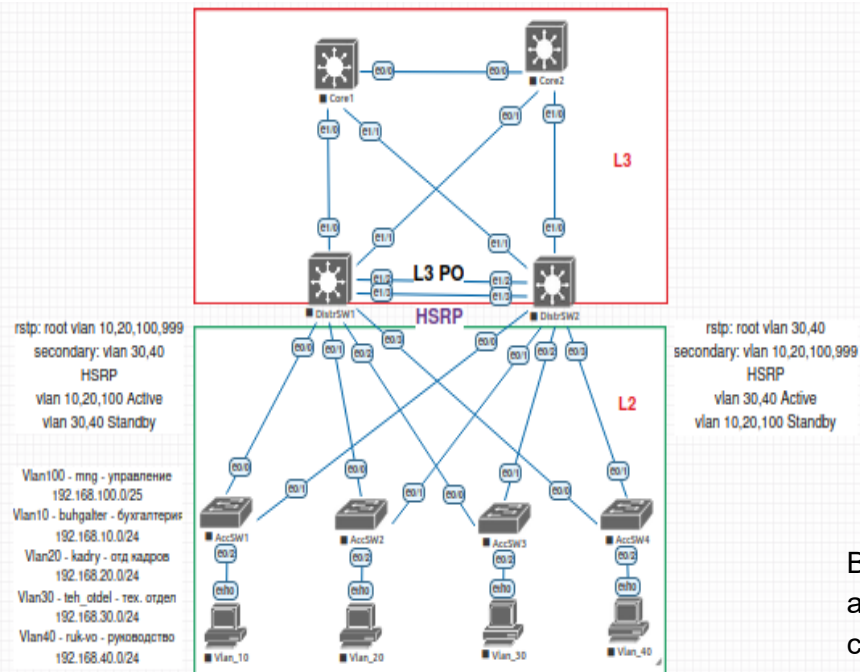 e0/0
e0/0
Core1
Core2
e1/0
e1/1
e0/1
e1/0
L3
e1/0
e1/1
e1/1
e1/0
L3 PO
e1/2
e1/2
e1/3
e1/3
DistrSW1
DistrSW2
HSRP
rstp: root vlan 10,20,100,999
secondary: vlan 30,40
HSRP
vlan 10,20,100 Active
vlan 30,40 Standby
rstp: root vlan 30,40
secondary: vlan 10,20,100,999
HSRP
vlan 30,40 Active
vlan 10,20,100 Standby
e0/0
e0/1
e0/2
e0/3
e0/0
e0/1
e0/2
e0/3
L2
e0/0
e0/1
e0/0
e0/1
e0/0
e0/1
e0/0
e0/1
AccSW1
AccSW2
AccSW3
AccSW4
e0/2
e0/2
e0/2
e0/2
eth0
eth0
eth0
eth0
Vlan_10
Vlan_20
Vlan_30
Vlan_40
Vlan100 - mng - управление
192.168.100.0/25
Vlan10 - buhgalter - бухгалтерия
192.168.10.0/24
Vlan20 - kadry - отд кадров
192.168.20.0/24
Vlan30 - teh_otdel - тех. отдел
192.168.30.0/24
Vlan40 - ruk-vo - руководство
192.168.40.0/24